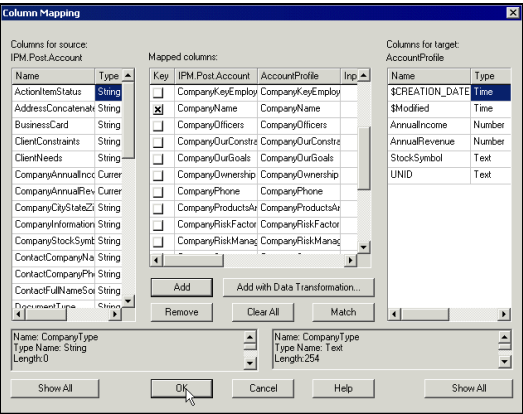 Column Mapping
Columns for source:
IPM.Post.Account
Name Type
ActionItemStatus String
AddressConcatenate String
BusinessCard String
ClientConstraints String
ClientNeeds String
CompanyAnnualInco Curren
CompanyAnnualRev Curren
CompanyCityStateZi String
CompanyInformation String
CompanyStockSymb String
ContactCompanyNa String
ContactCompanyPho String
ContactFullNameSor String
DocumentType String
Mapped columns:
Key IPM.Post.Account AccountProfile Inp
CompanyKeyEmploy CompanyKeyEmploy
CompanyName CompanyName
CompanyOfficers CompanyOfficers
CompanyOurConstra CompanyOurConstra
CompanyOurGoals CompanyOurGoals
CompanyOwnership CompanyOwnership
CompanyPhone CompanyPhone
CompanyProductsAr CompanyProductsAr
CompanyRiskFactor CompanyRiskFactor
CompanyRiskManag CompanyRiskManag
Columns for target:
AccountProfile
Name Type
$CREATION_DATE Time
$Modified Time
AnnualIncome Number
AnnualRevenue Number
StockSymbol Text
UNID Text
Add Add with Data Transformation...
Remove Clear All Match
Name: CompanyType
Type Name: String
Length:0
Name: CompanyType
Type Name: Text
Length:254
Show All OK Cancel Help Show All